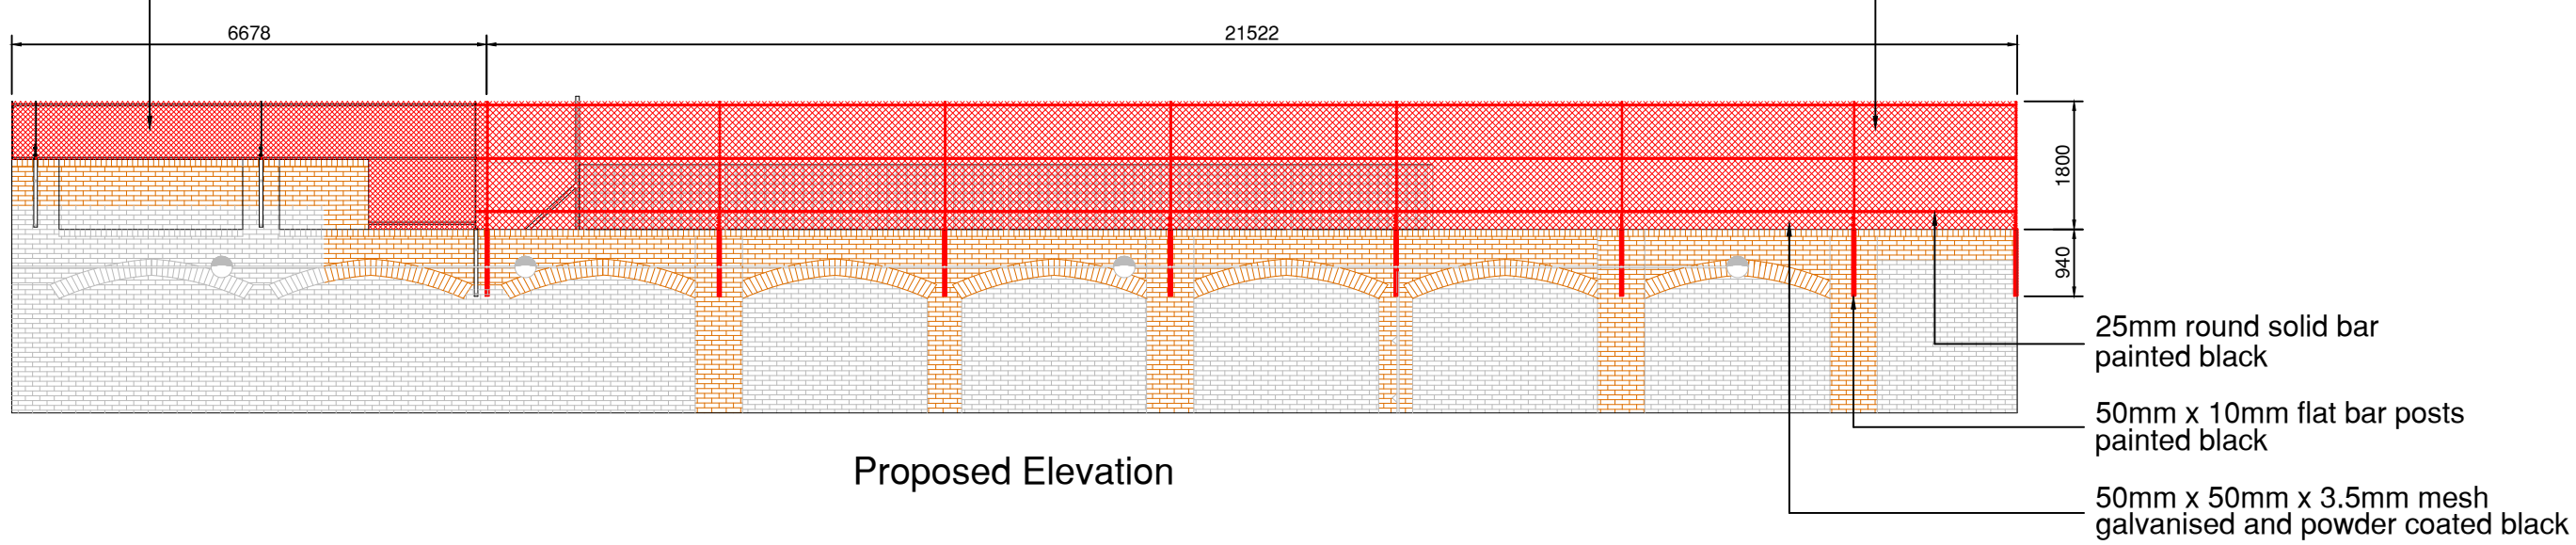 6678
21522
1800
940
25mm round solid bar
painted black
50mm x 10mm flat bar posts
painted black
Proposed Elevation
50mm x 50mm x 3.5mm mesh
galvanised and powder coated black